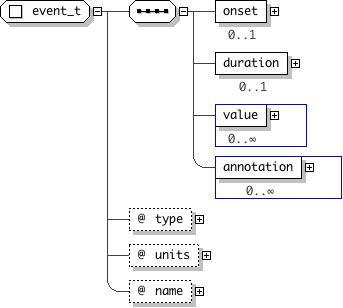 event_t
onset
0..1
duration
0..1
value
0..∞
annotation
0..∞
@ type
@ units
@ name